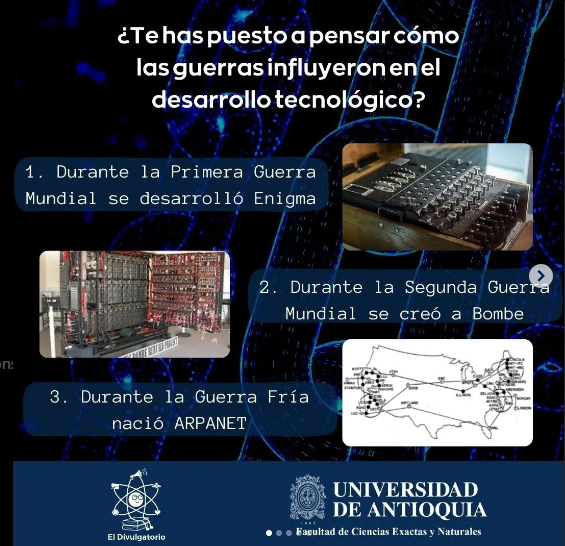 ¿Te has puesto a pensar cómo
las guerras influyeron en el
desarrollo tecnológico?
1. Durante la Primera Guerra
Mundial se desarrolló Enigma
2. Durante la Segunda Guerra
Mundial se creó a Bombe
3. Durante la Guerra Fría
nació ARPANET
El Divulgatorio
1803
UNIVERSIDAD
DE ANTIOQUIA
Facultad de Ciencias Exactas y Naturales